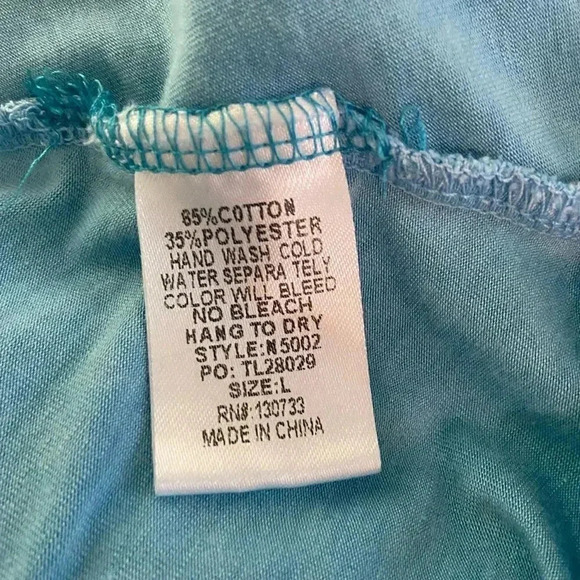 65%COTTON
35%POLYESTER
HAND WASH COLD
WATER SEPARA TELY
COLOR WILL BLEED
NO BLEACH
HANG TO DRY
STYLE:N5002
PO: TL28029
SIZE:L
RN#:130733
MADE IN CHINA